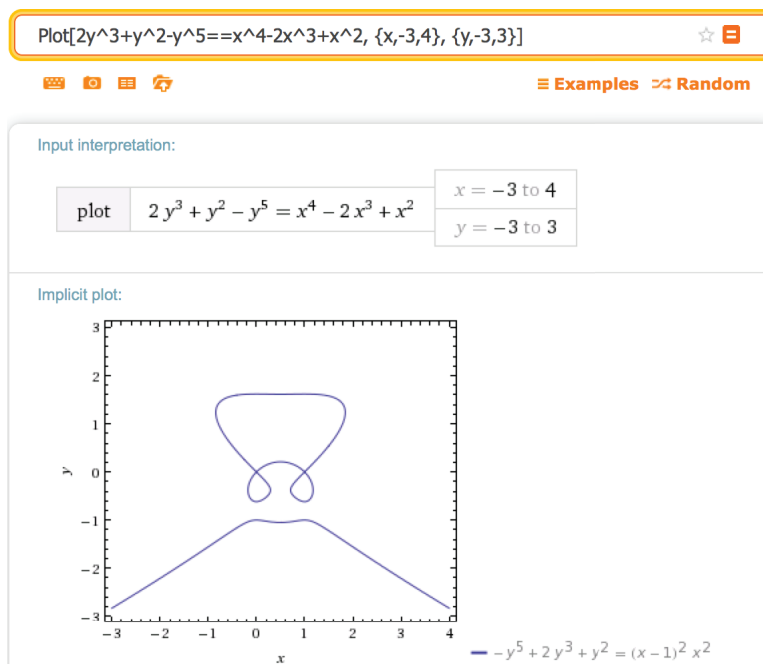 Plot[2y^3+y^2-y^5==x^4-2x^3+x^2, {x,-3,4}, {y,-3,3}]
Examples Random
Input interpretation:
plot 2 y³ + y² − y⁵ = x⁴ − 2 x³ + x²
x = −3 to 4
y = −3 to 3
Implicit plot:
3
2
1
0
−1
−2
−3
y
−3 −2 −1 0 1 2 3 4
x
− y⁵ + 2 y³ + y² = (x − 1)² x²